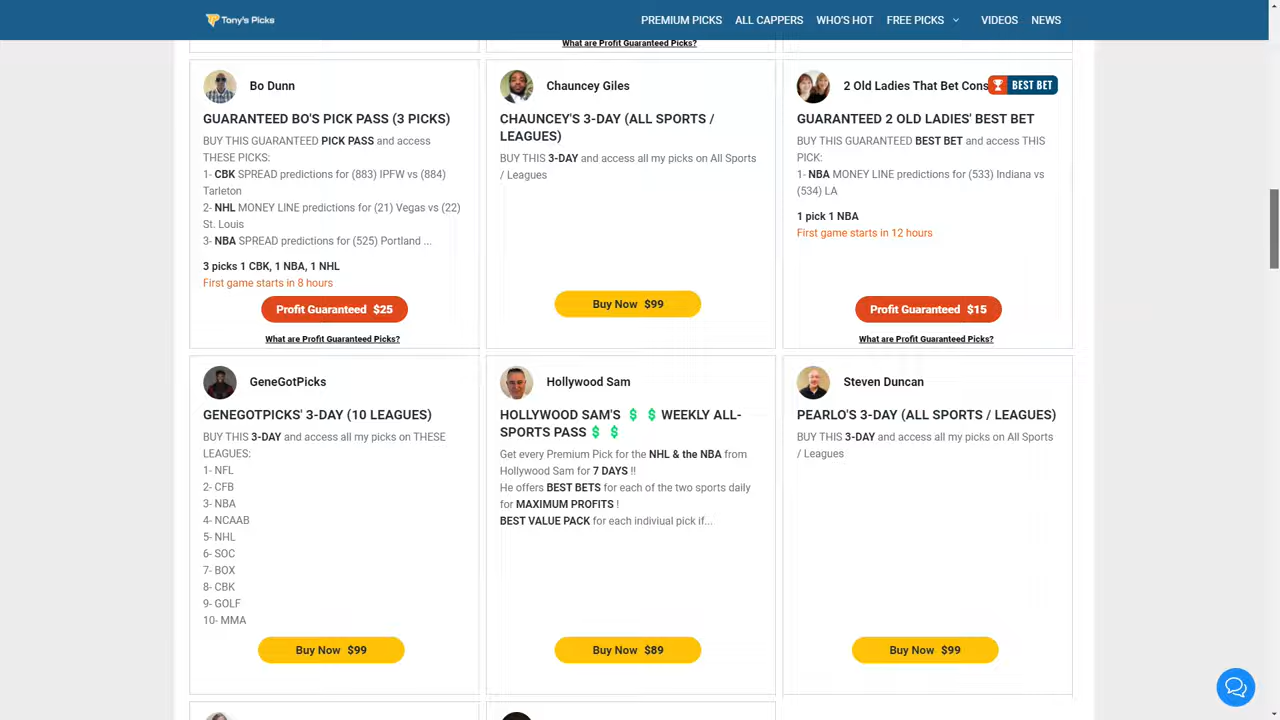 Tony's Picks
PREMIUM PICKS ALL CAPPERS WHO'S HOT FREE PICKS VIDEOS NEWS
What are Profit Guaranteed Picks?
Bo Dunn
GUARANTEED BO'S PICK PASS (3 PICKS)
BUY THIS GUARANTEED PICK PASS and access
THESE PICKS:
1- CBK SPREAD predictions for (883) IPFW vs (884)
Tarleton
2- NHL MONEY LINE predictions for (21) Vegas vs (22)
St. Louis
3- NBA SPREAD predictions for (525) Portland ...
3 picks 1 CBK, 1 NBA, 1 NHL
First game starts in 8 hours
Profit Guaranteed $25
What are Profit Guaranteed Picks?
Chauncey Giles
CHAUNCEY'S 3-DAY (ALL SPORTS /
LEAGUES)
BUY THIS 3-DAY and access all my picks on All Sports
/ Leagues
Buy Now $99
2 Old Ladies That Bet Cons
BEST BET
GUARANTEED 2 OLD LADIES' BEST BET
BUY THIS GUARANTEED BEST BET and access THIS
PICK:
1- NBA MONEY LINE predictions for (533) Indiana vs
(534) LA
1 pick 1 NBA
First game starts in 12 hours
Profit Guaranteed $15
What are Profit Guaranteed Picks?
GeneGotPicks
GENEGOTPICKS' 3-DAY (10 LEAGUES)
BUY THIS 3-DAY and access all my picks on THESE
LEAGUES:
1- NFL
2- CFB
3- NBA
4- NCAAB
5- NHL
6- SOC
7- BOX
8- CBK
9- GOLF
10- MMA
Buy Now $99
Hollywood Sam
HOLLYWOOD SAM'S 💲 💲 WEEKLY ALL-
SPORTS PASS 💲 💲
Get every Premium Pick for the NHL & the NBA from
Hollywood Sam for 7 DAYS !!
He offers BEST BETS for each of the two sports daily
for MAXIMUM PROFITS !
BEST VALUE PACK for each indiviual pick if...
Buy Now $89
Steven Duncan
PEARLO'S 3-DAY (ALL SPORTS / LEAGUES)
BUY THIS 3-DAY and access all my picks on All Sports
/ Leagues
Buy Now $99